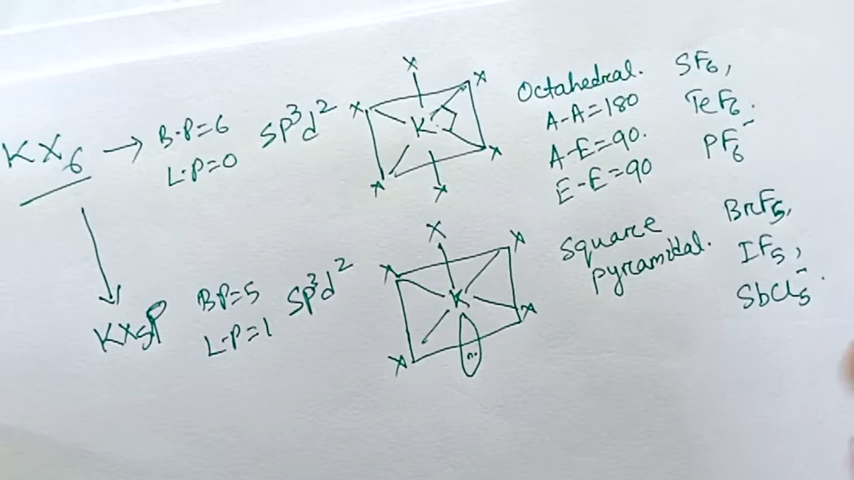 KX6 → B.P=6 SP3d2
L.P=0
X
X X
K
X X
X
Octahedral.
A-A=180
A-E=90.
E-E=90
SF6,
TeF6.
PF6-
KX5P BP=5 SP3d2
L.P=1
X
X X
K
X X
Square
pyramidal.
BrF5,
IF5,
SbCl5-.